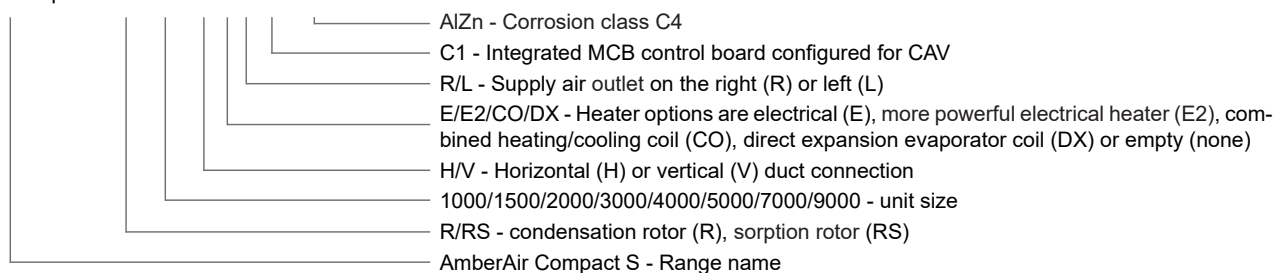 AlZn - Corrosion class C4
C1 - Integrated MCB control board configured for CAV
R/L - Supply air outlet on the right (R) or left (L)
E/E2/CO/DX - Heater options are electrical (E), more powerful electrical heater (E2), com-
bined heating/cooling coil (CO), direct expansion evaporator coil (DX) or empty (none)
H/V - Horizontal (H) or vertical (V) duct connection
1000/1500/2000/3000/4000/5000/7000/9000 - unit size
R/RS - condensation rotor (R), sorption rotor (RS)
AmberAir Compact S - Range name